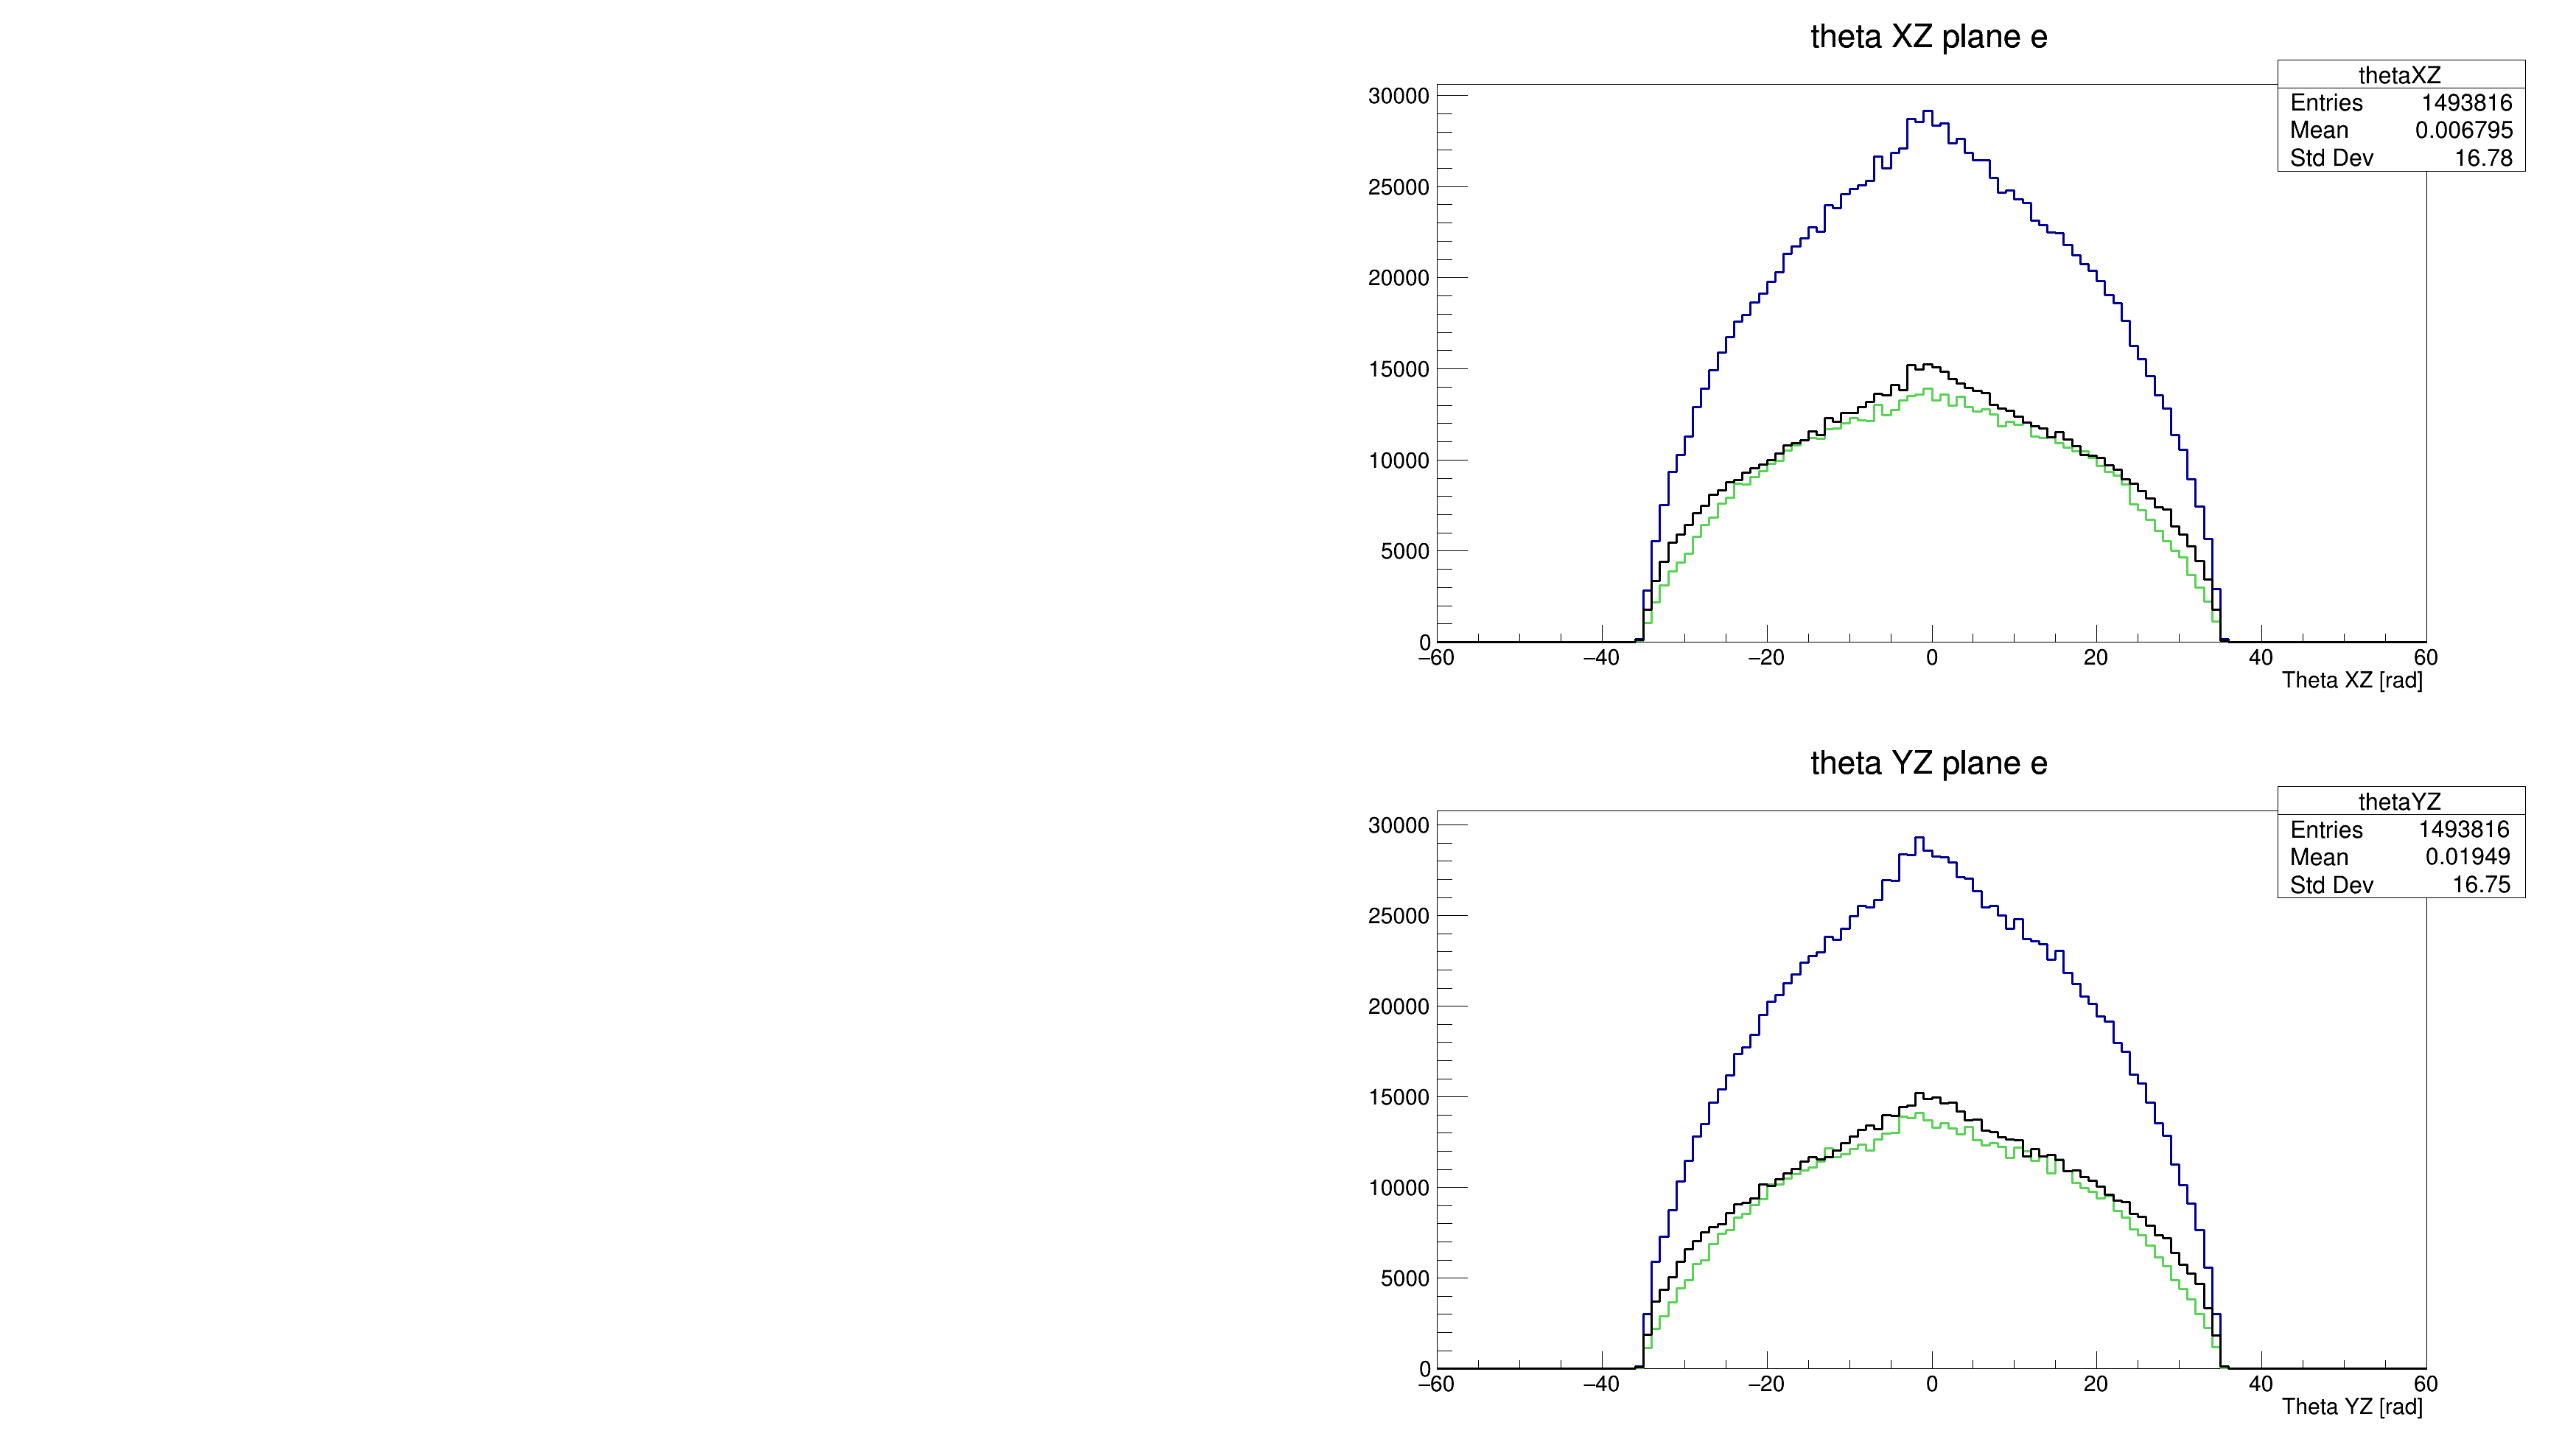 theta XZ plane e
thetaXZ
Entries 1493816
Mean 0.006795
Std Dev 16.78
30000
25000
20000
15000
10000
5000
0
−60 −40 −20 0 20 40 60
Theta XZ [rad]
theta YZ plane e
thetaYZ
Entries 1493816
Mean 0.01949
Std Dev 16.75
30000
25000
20000
15000
10000
5000
0
−60 −40 −20 0 20 40 60
Theta YZ [rad]